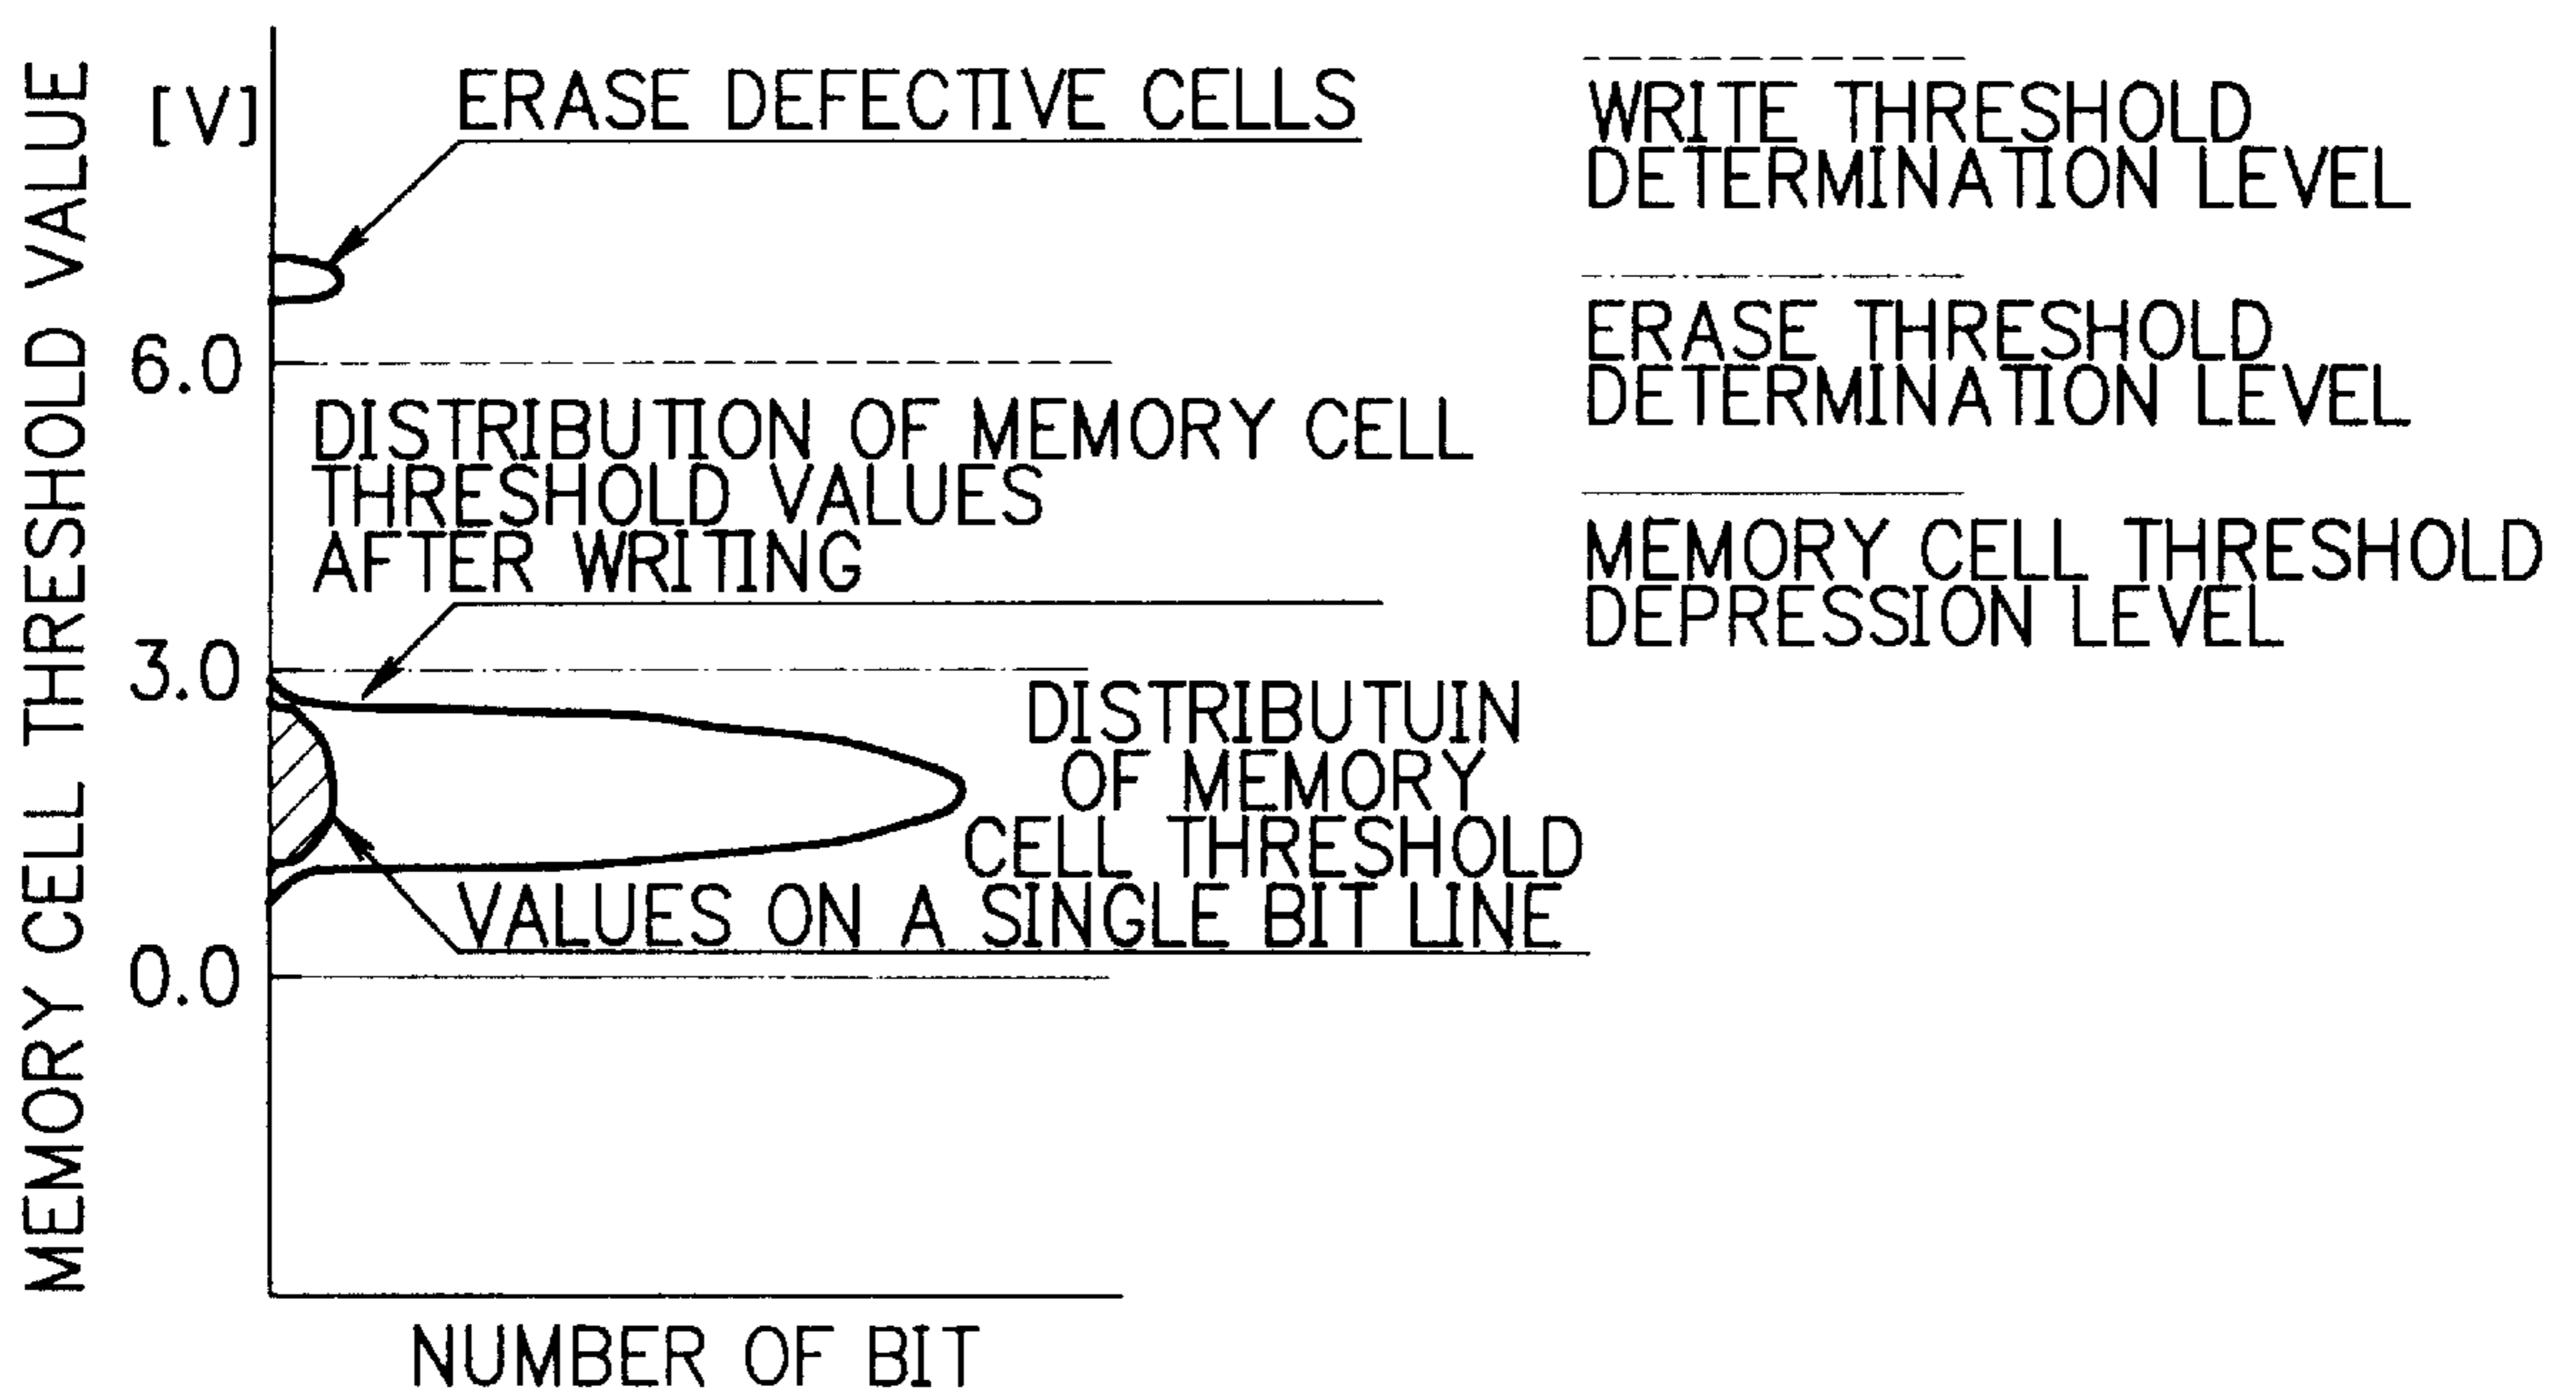 MEMORY CELL THRESHOLD VALUE
[V]
ERASE DEFECTIVE CELLS
6.0
DISTRIBUTION OF MEMORY CELL
THRESHOLD VALUES
AFTER WRITING
3.0
DISTRIBUTUIN
OF MEMORY
CELL THRESHOLD
VALUES ON A SINGLE BIT LINE
0.0
NUMBER OF BIT
WRITE THRESHOLD
DETERMINATION LEVEL
ERASE THRESHOLD
DETERMINATION LEVEL
MEMORY CELL THRESHOLD
DEPRESSION LEVEL